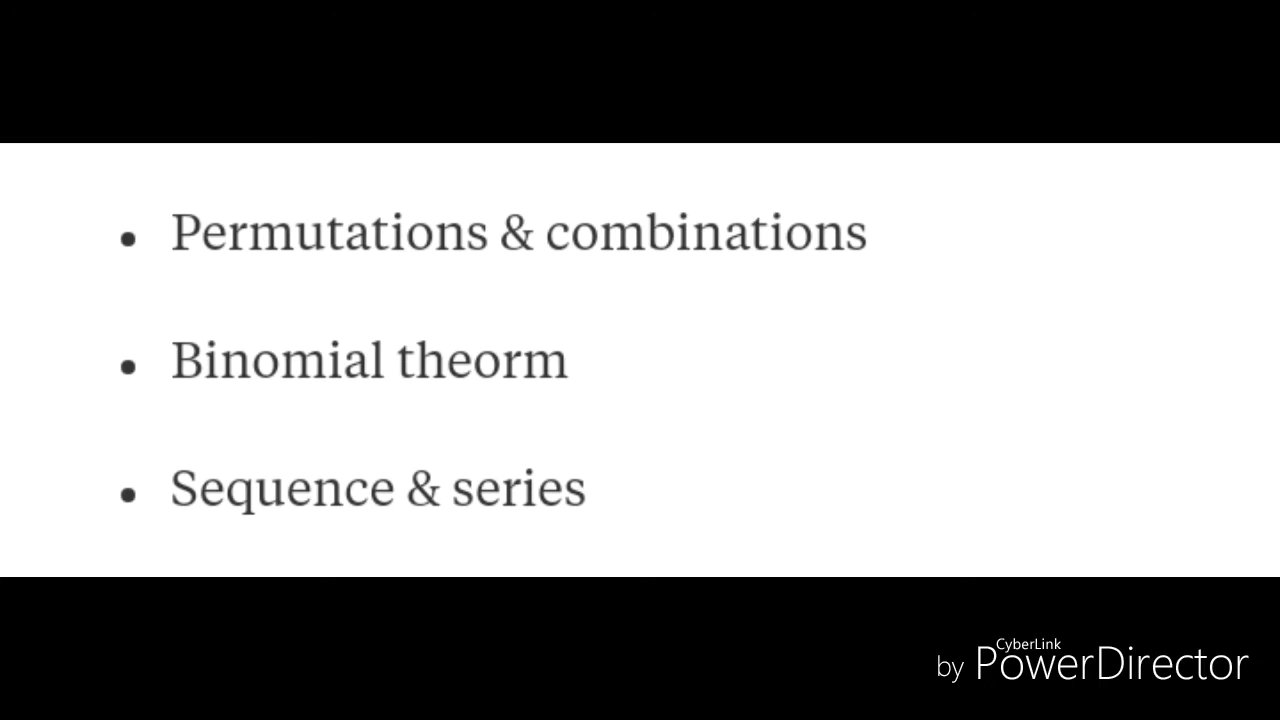 • Permutations & combinations
• Binomial theorm
• Sequence & series
CyberLink
by PowerDirector